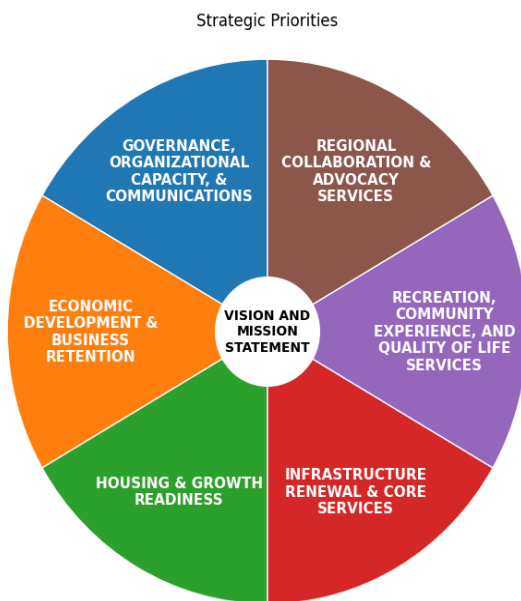 Strategic Priorities
GOVERNANCE,
ORGANIZATIONAL
CAPACITY, &
COMMUNICATIONS
REGIONAL
COLLABORATION &
ADVOCACY
SERVICES
ECONOMIC
DEVELOPMENT &
BUSINESS
RETENTION
VISION AND
MISSION
STATEMENT
RECREATION,
COMMUNITY
EXPERIENCE, AND
QUALITY OF LIFE
SERVICES
HOUSING & GROWTH
READINESS
INFRASTRUCTURE
RENEWAL & CORE
SERVICES